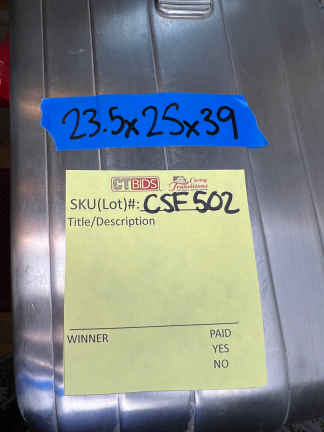 23.5x25x39
CTBIDS Caring Transitions
SKU(Lot)#: CSF502
Title/Description
WINNER PAID
YES
NO